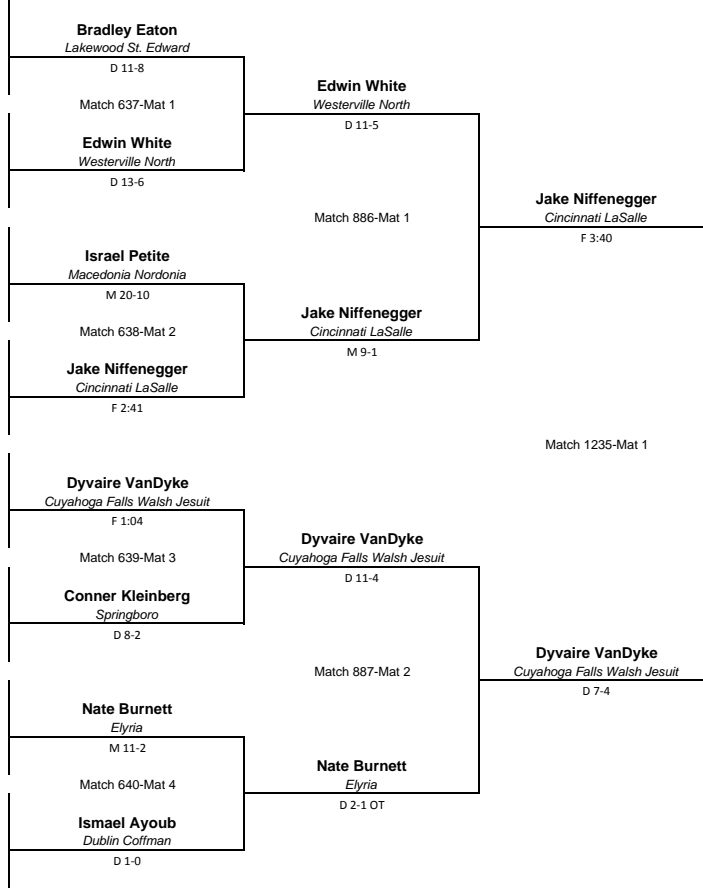 Bradley Eaton
Lakewood St. Edward
D 11-8
Match 637-Mat 1
Edwin White
Westerville North
D 13-6
Israel Petite
Macedonia Nordonia
M 20-10
Match 638-Mat 2
Jake Niffenegger
Cincinnati LaSalle
F 2:41
Dyvaire VanDyke
Cuyahoga Falls Walsh Jesuit
F 1:04
Match 639-Mat 3
Conner Kleinberg
Springboro
D 8-2
Nate Burnett
Elyria
M 11-2
Match 640-Mat 4
Ismael Ayoub
Dublin Coffman
D 1-0
Edwin White
Westerville North
D 11-5
Match 886-Mat 1
Jake Niffenegger
Cincinnati LaSalle
M 9-1
Dyvaire VanDyke
Cuyahoga Falls Walsh Jesuit
D 11-4
Match 887-Mat 2
Nate Burnett
Elyria
D 2-1 OT
Jake Niffenegger
Cincinnati LaSalle
F 3:40
Match 1235-Mat 1
Dyvaire VanDyke
Cuyahoga Falls Walsh Jesuit
D 7-4